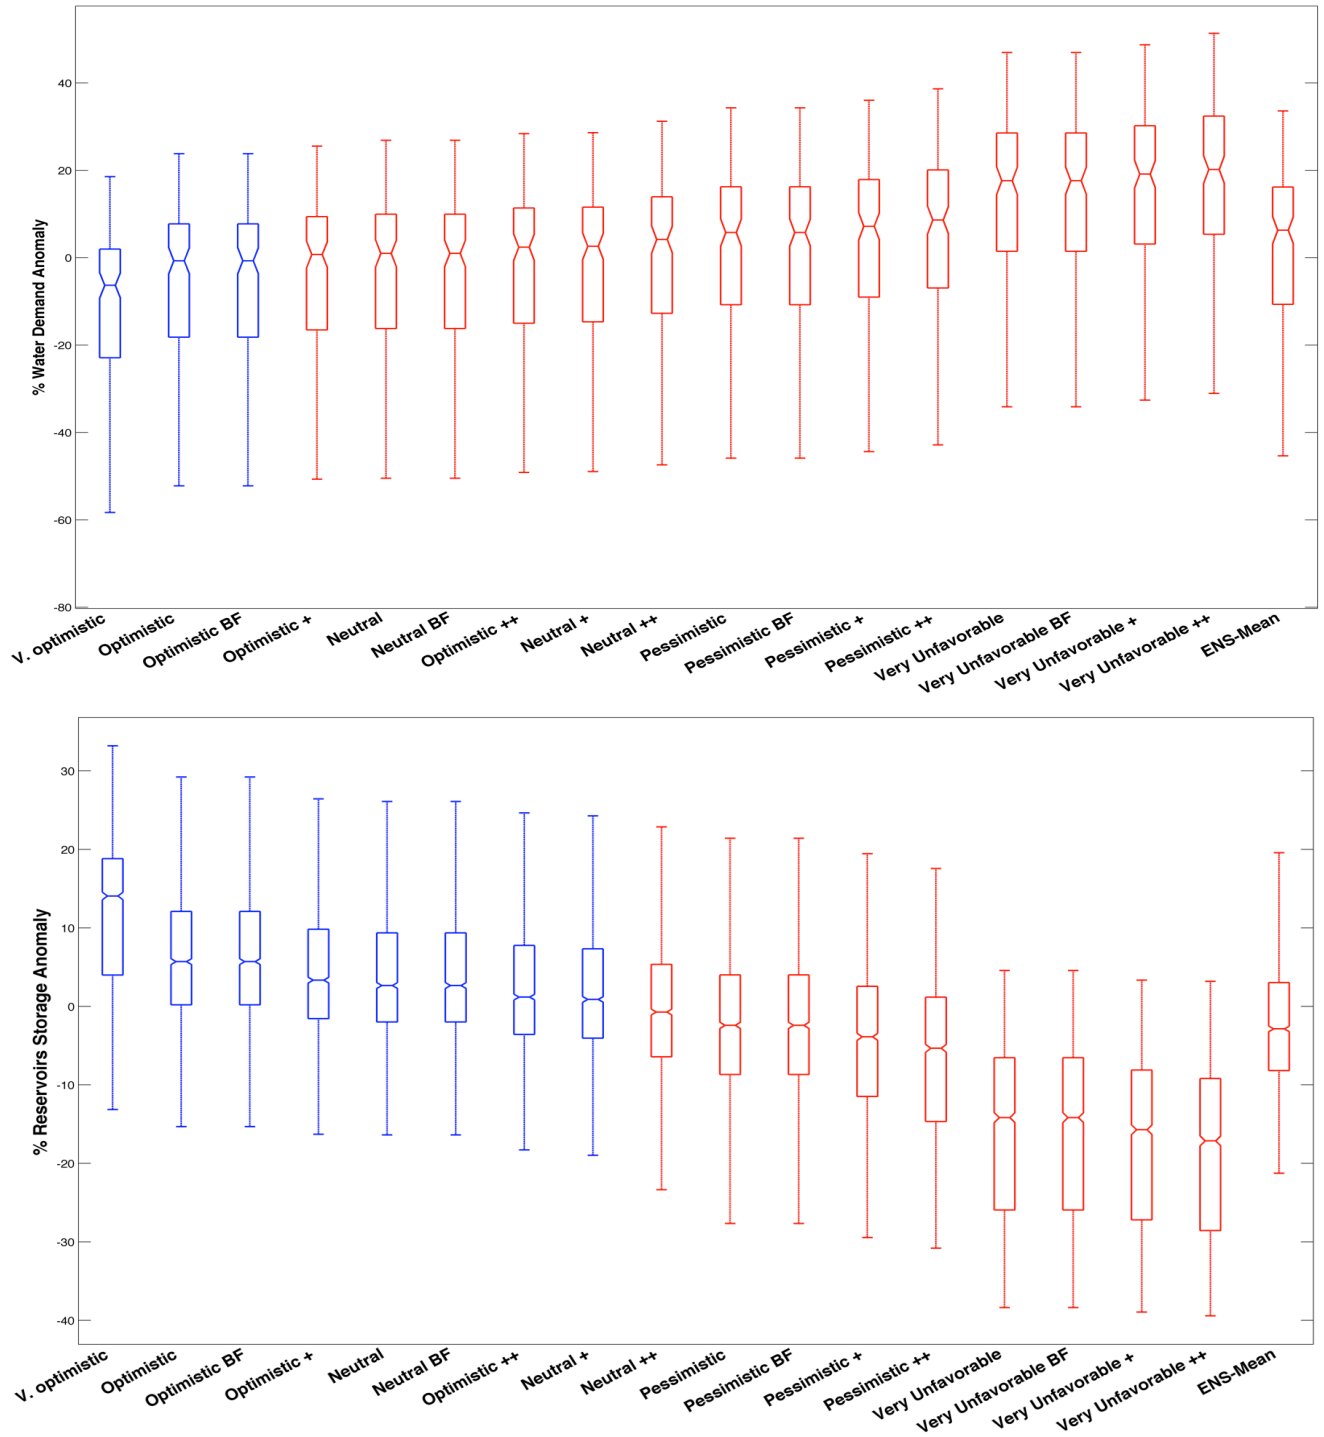 % Water Demand Anomaly
40
20
0
-20
-40
-60
-80
V. optimistic
Optimistic
Optimistic BF
Optimistic +
Neutral
Neutral BF
Optimistic ++
Neutral +
Neutral ++
Pessimistic
Pessimistic BF
Pessimistic +
Pessimistic ++
Very Unfavorable
Very Unfavorable BF
Very Unfavorable +
Very Unfavorable ++
ENS-Mean
% Reservoirs Storage Anomaly
30
20
10
0
-10
-20
-30
-40
V. optimistic
Optimistic
Optimistic BF
Optimistic +
Neutral
Neutral BF
Optimistic ++
Neutral +
Neutral ++
Pessimistic
Pessimistic BF
Pessimistic +
Pessimistic ++
Very Unfavorable
Very Unfavorable BF
Very Unfavorable +
Very Unfavorable ++
ENS-Mean